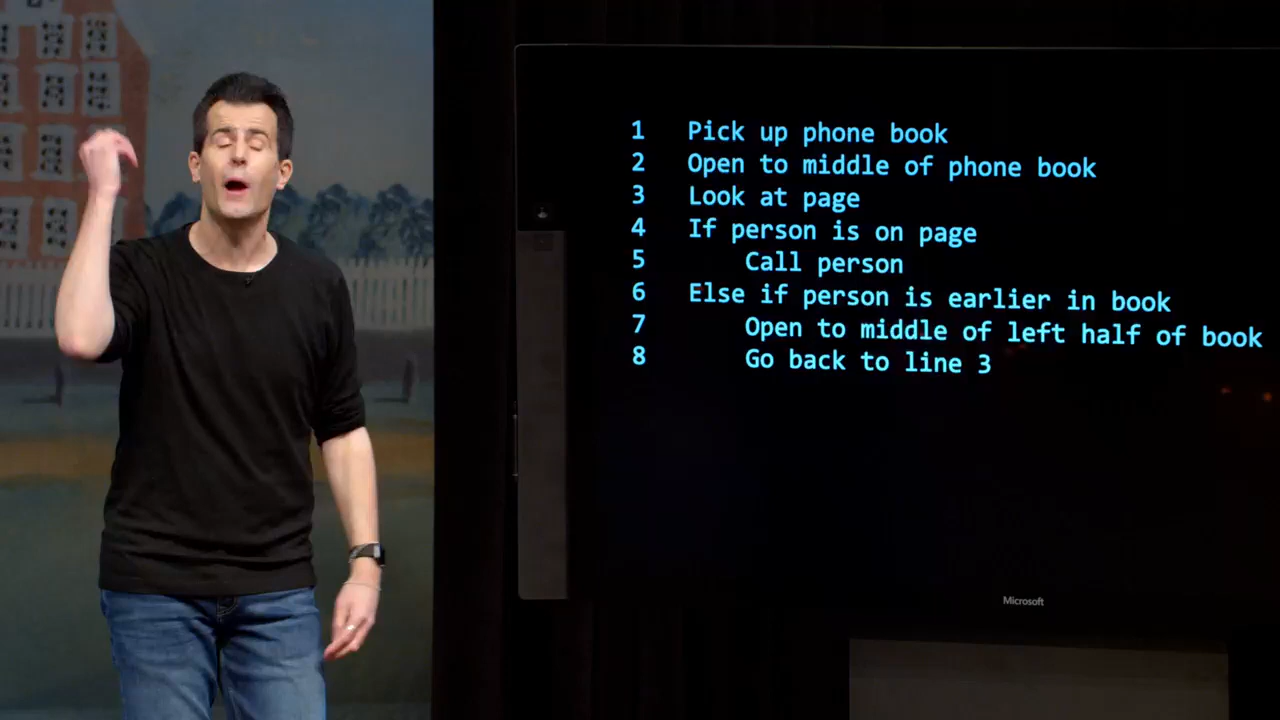 1 Pick up phone book
2 Open to middle of phone book
3 Look at page
4 If person is on page
5 Call person
6 Else if person is earlier in book
7 Open to middle of left half of book
8 Go back to line 3
Microsoft